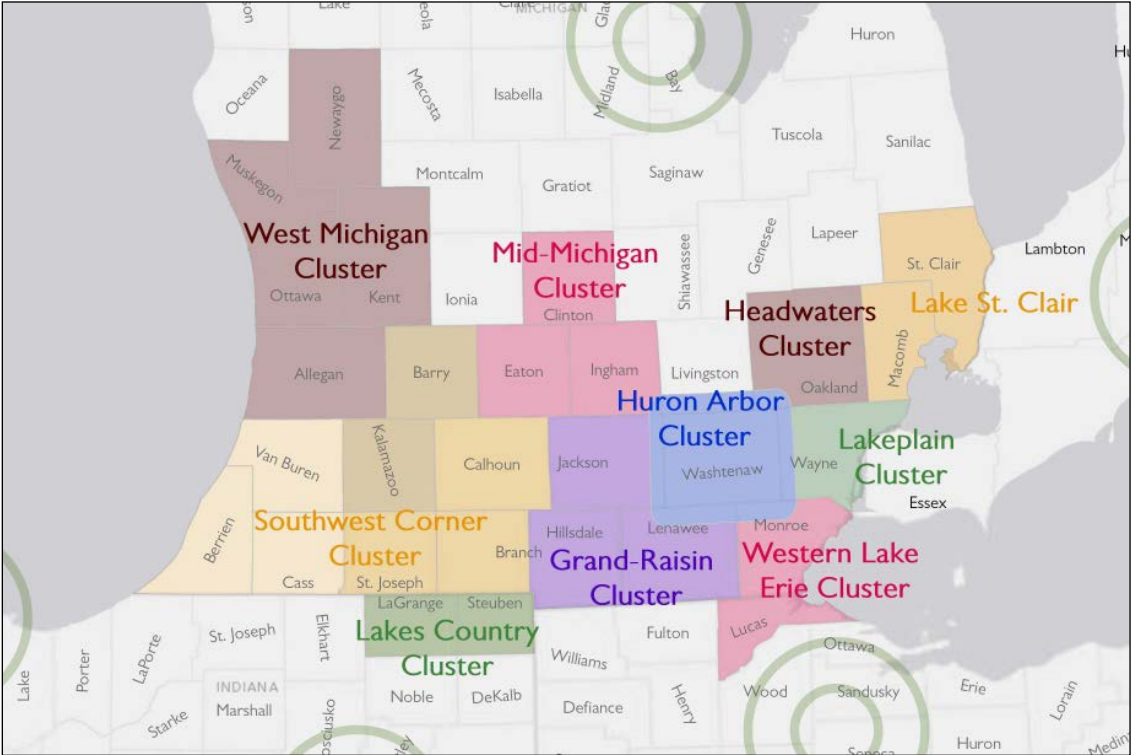 Lake
Clare
MICHIGAN
Huron
Oceana
Newaygo
Mecosta
Isabella
Midland
Bay
Tuscola
Sanilac
Muskegon
Montcalm
Gratiot
Saginaw
West Michigan
Cluster
Ottawa
Kent
Ionia
Mid-Michigan
Cluster
Clinton
Shiawassee
Genesee
Lapeer
St. Clair
Lambton
Lake St. Clair
Headwaters
Cluster
Oakland
Macomb
Allegan
Barry
Eaton
Ingham
Livingston
Huron Arbor
Cluster
Washtenaw
Wayne
Lakeplain
Cluster
Essex
Van Buren
Kalamazoo
Calhoun
Jackson
Berrien
Southwest Corner
Cluster
Cass
St. Joseph
Branch
Hillsdale
Lenawee
Monroe
Grand-Raisin
Cluster
Western Lake
Erie Cluster
LaGrange
Steuben
Lakes Country
Cluster
Lucas
Fulton
Williams
Ottawa
Lake
Porter
LaPorte
St. Joseph
Elkhart
INDIANA
Marshall
Starke
Noble
DeKalb
Defiance
Henry
Wood
Sandusky
Erie
Lorain
Huron